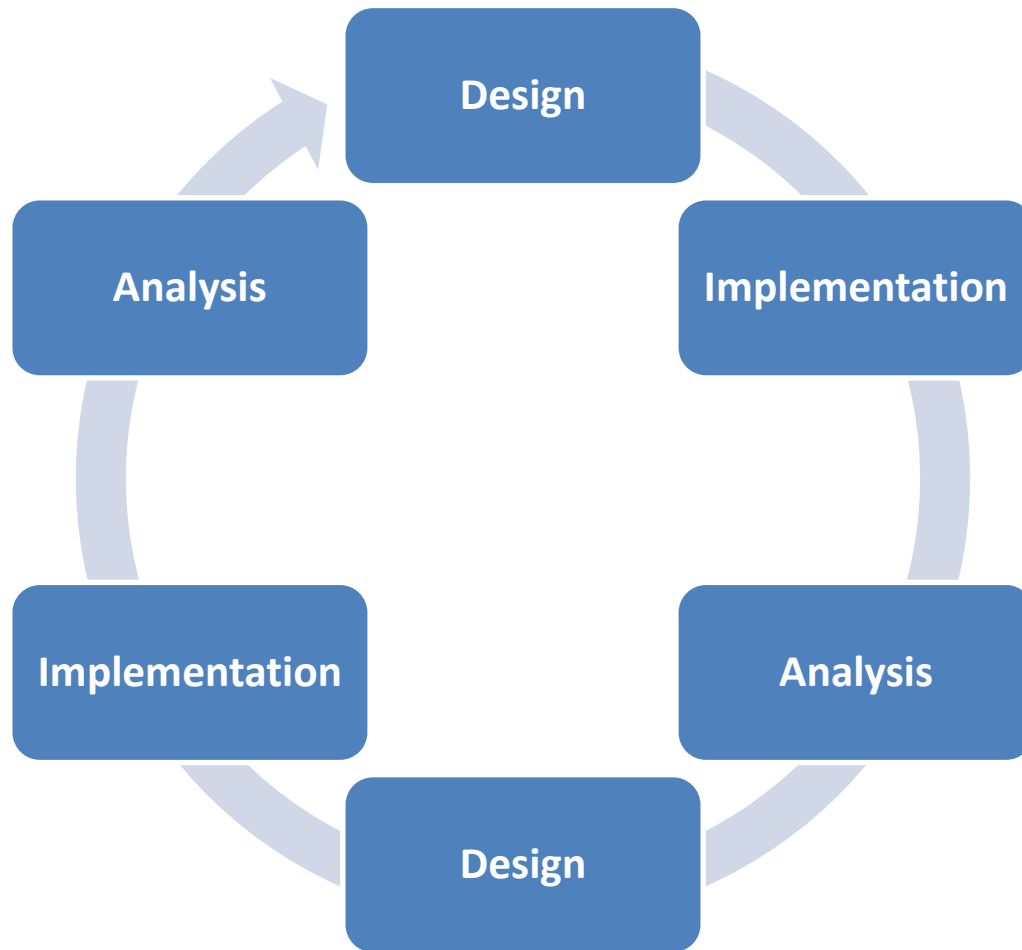 Design
Implementation
Analysis
Design
Implementation
Analysis